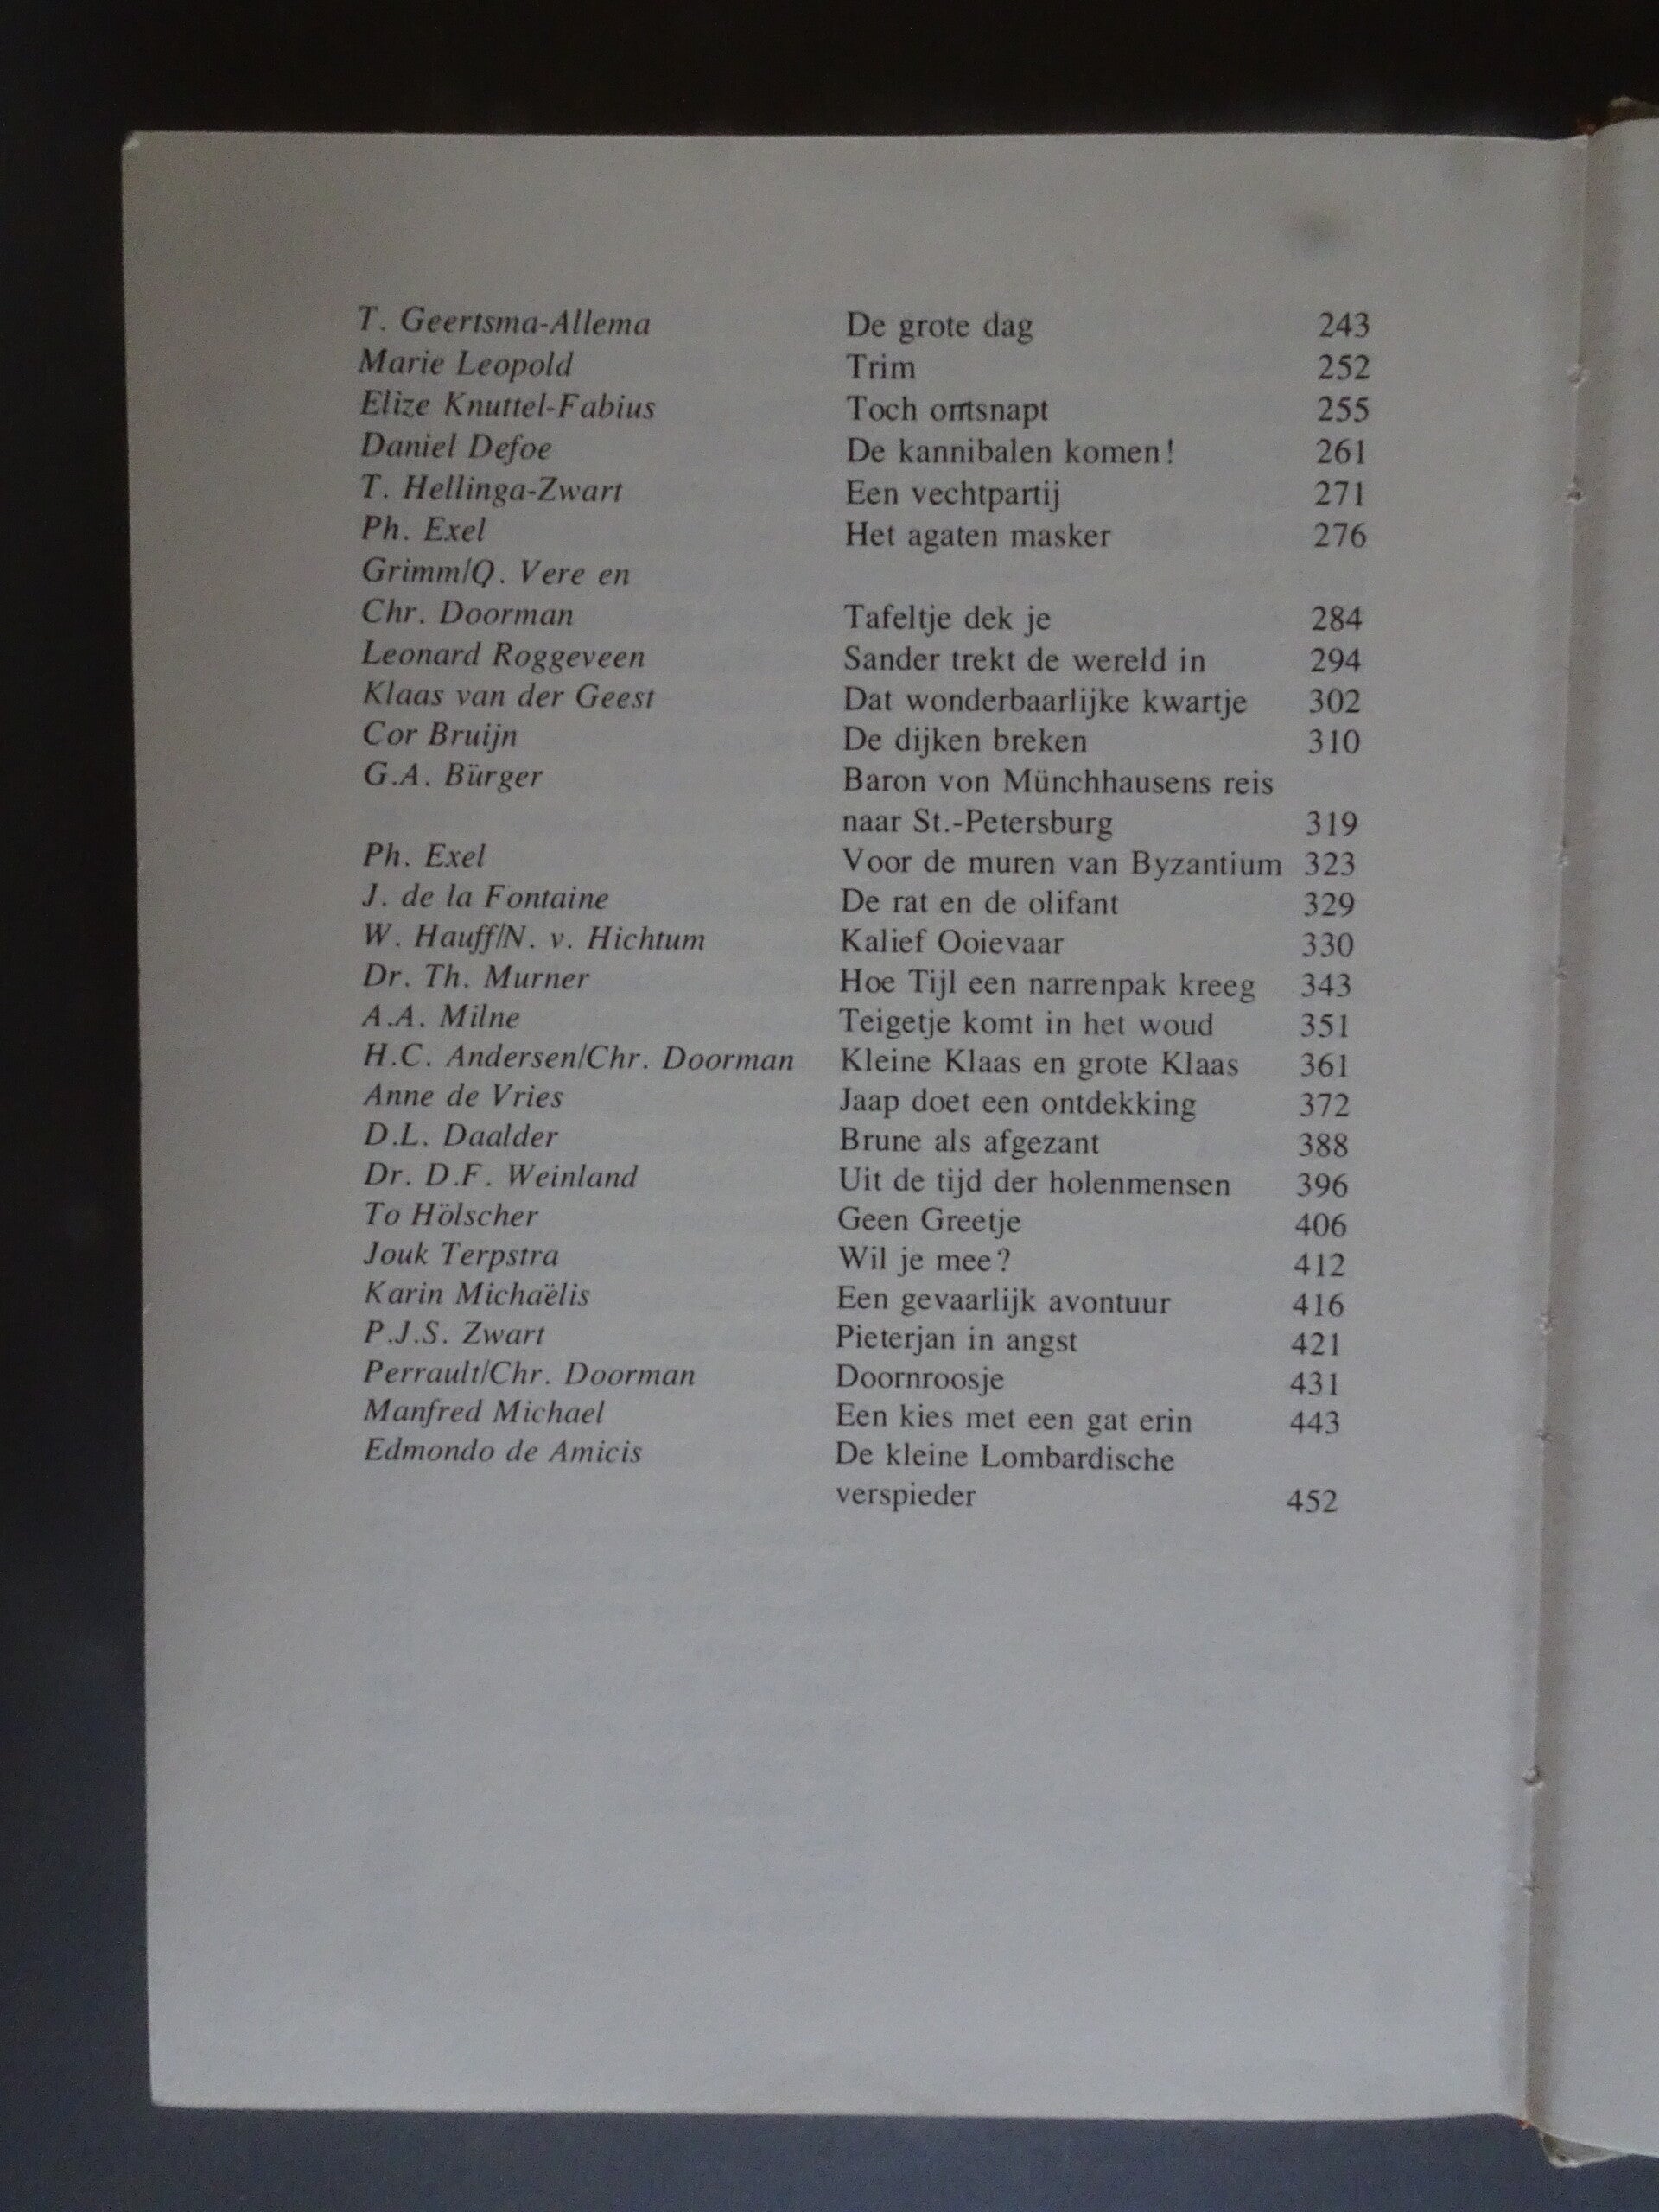 T. Geertsma-Allema De grote dag 243
Marie Leopold Trim 252
Elize Knuttel-Fabius Toch ontsnapt 255
Daniel Defoe De kannibalen komen! 261
T. Hellinga-Zwart Een vechtpartij 271
Ph. Exel Het agaten masker 276
Grimm/Q. Vere en
Chr. Doorman Tafeltje dek je 284
Leonard Roggeveen Sander trekt de wereld in 294
Klaas van der Geest Dat wonderbaarlijke kwartje 302
Cor Bruijn De dijken breken 310
G.A. Bürger Baron von Münchhausens reis
naar St.-Petersburg 319
Ph. Exel Voor de muren van Byzantium 323
J. de la Fontaine De rat en de olifant 329
W. Hauff/N. v. Hichtum Kalief Ooievaar 330
Dr. Th. Murner Hoe Tijl een narrenpak kreeg 343
A.A. Milne Teigetje komt in het woud 351
H.C. Andersen/Chr. Doorman Kleine Klaas en grote Klaas 361
Anne de Vries Jaap doet een ontdekking 372
D.L. Daalder Brune als afgezant 388
Dr. D.F. Weinland Uit de tijd der holenmensen 396
To Hölscher Geen Greetje 406
Jouk Terpstra Wil je mee? 412
Karin Michaëlis Een gevaarlijk avontuur 416
P.J.S. Zwart Pieterjan in angst 421
Perrault/Chr. Doorman Doornroosje 431
Manfred Michael Een kies met een gat erin 443
Edmondo de Amicis De kleine Lombardische
verspieder 452